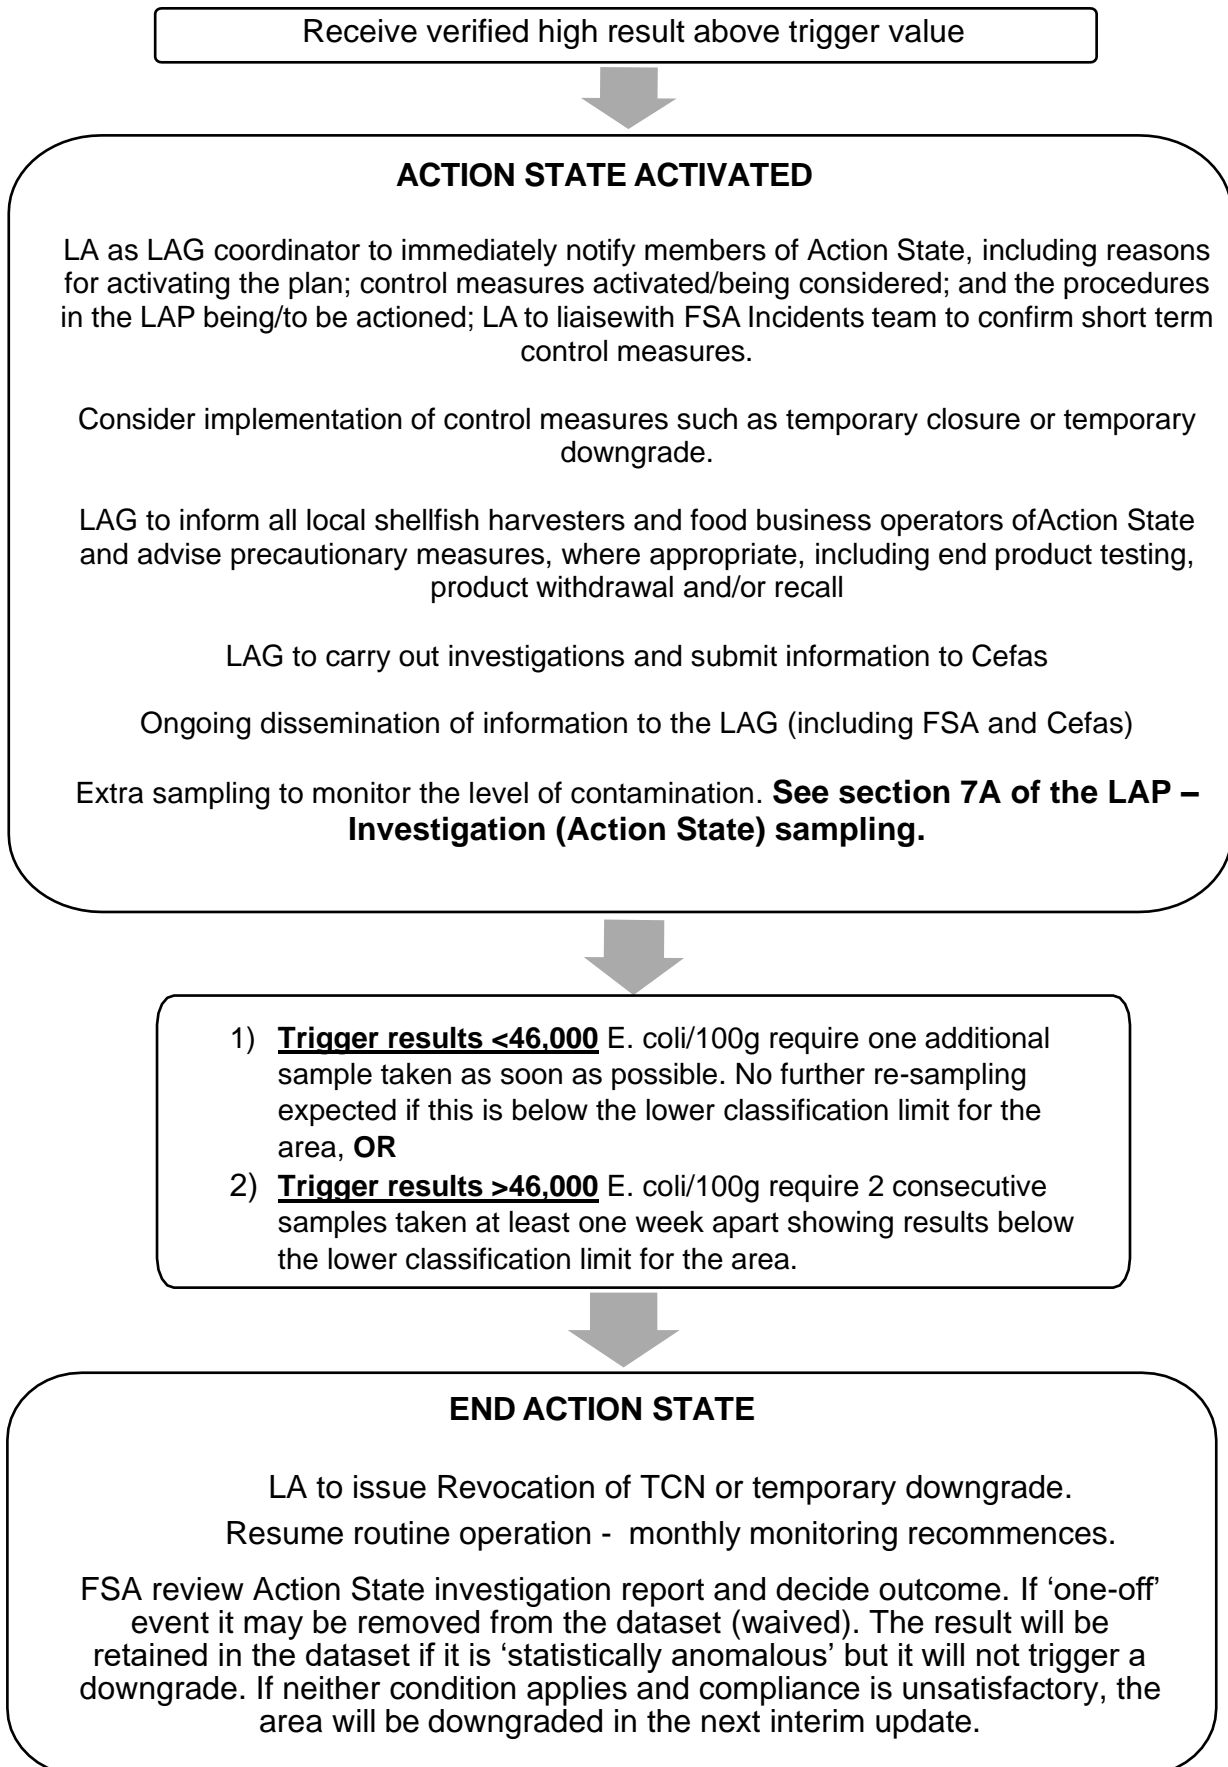 Receive verified high result above trigger value
ACTION STATE ACTIVATED
LA as LAG coordinator to immediately notify members of Action State, including reasons
for activating the plan; control measures activated/being considered; and the procedures
in the LAP being/to be actioned; LA to liaisewith FSA Incidents team to confirm short term
control measures.
Consider implementation of control measures such as temporary closure or temporary
downgrade.
LAG to inform all local shellfish harvesters and food business operators ofAction State
and advise precautionary measures, where appropriate, including end product testing,
product withdrawal and/or recall
LAG to carry out investigations and submit information to Cefas
Ongoing dissemination of information to the LAG (including FSA and Cefas)
Extra sampling to monitor the level of contamination. See section 7A of the LAP –
Investigation (Action State) sampling.
1) Trigger results <46,000 E. coli/100g require one additional
sample taken as soon as possible. No further re-sampling
expected if this is below the lower classification limit for the
area, OR
2) Trigger results >46,000 E. coli/100g require 2 consecutive
samples taken at least one week apart showing results below
the lower classification limit for the area.
END ACTION STATE
LA to issue Revocation of TCN or temporary downgrade.
Resume routine operation - monthly monitoring recommences.
FSA review Action State investigation report and decide outcome. If ‘one-off’
event it may be removed from the dataset (waived). The result will be
retained in the dataset if it is ‘statistically anomalous’ but it will not trigger a
downgrade. If neither condition applies and compliance is unsatisfactory, the
area will be downgraded in the next interim update.